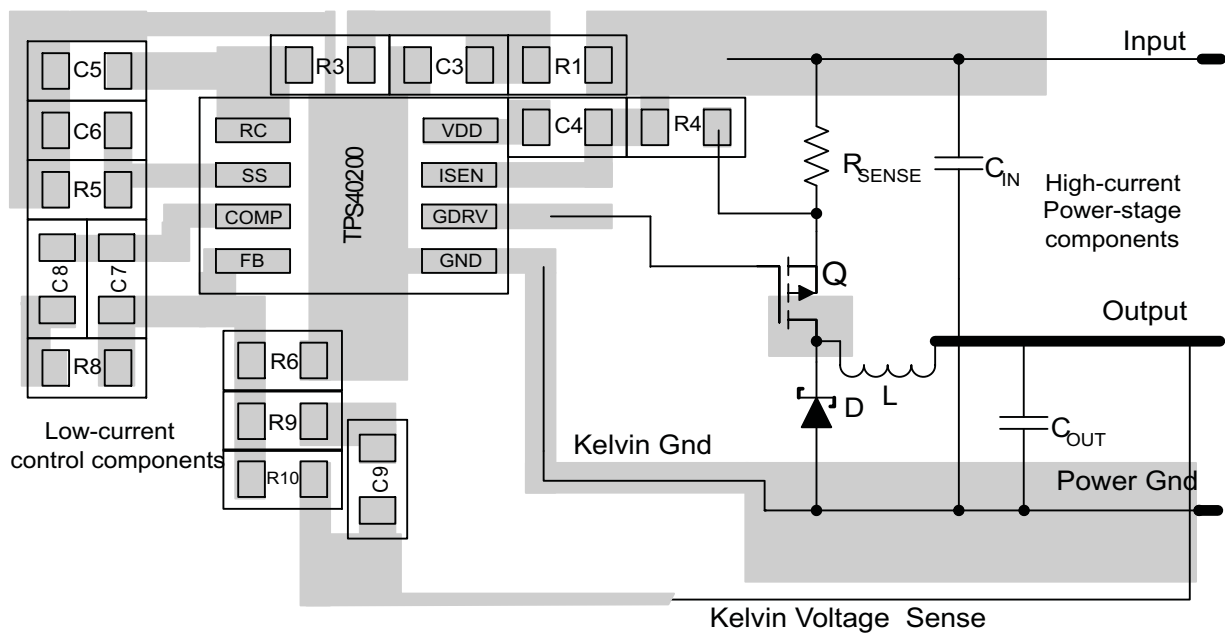 Input
C5
R3
C3
R1
C6
RC
VDD
C4
R4
R5
SS
ISEN
RSENSE
CIN
High-current
Power-stage
components
COMP
TPS40200
GDRV
C8
C7
FB
GND
Q
Output
R8
R6
D
L
Low-current
control components
R9
Kelvin Gnd
COUT
R10
C9
Power Gnd
Kelvin Voltage Sense